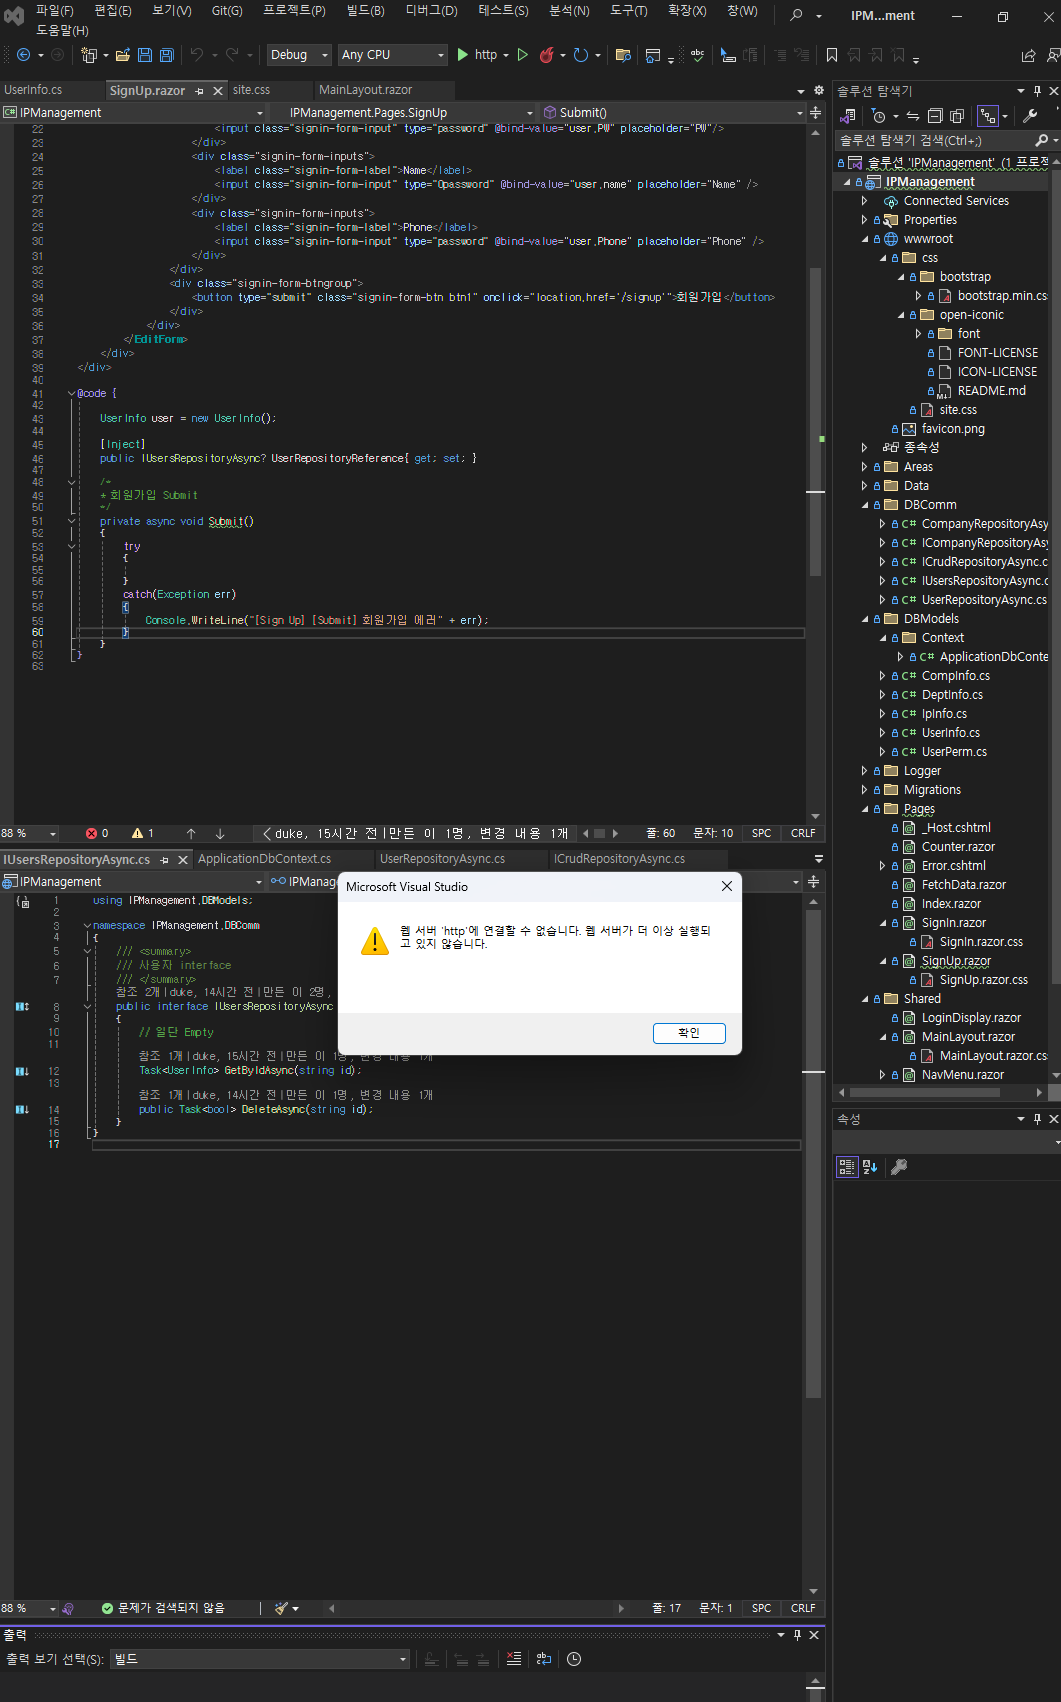 파일(F) 편집(E) 보기(V) Git(G) 프로젝트(P) 빌드(B) 디버그(D) 테스트(S) 분석(N) 도구(T) 확장(X) 창(W) IPM...ment
도움말(H)
Debug Any CPU http
UserInfo.cs SignUp.razor site.css MainLayout.razor
IPManagement IPManagement.Pages.SignUp Submit()
22 <input class="signin-form-input" type="password" @bind-value="user.PW" placeholder="PW"/>
23 </div>
24 <div class="signin-form-inputs">
25 <label class="signin-form-label">Name</label>
26 <input class="signin-form-input" type="0password" @bind-value="user.name" placeholder="Name" />
27 </div>
28 <div class="signin-form-inputs">
29 <label class="signin-form-label">Phone</label>
30 <input class="signin-form-input" type="password" @bind-value="user.Phone" placeholder="Phone" />
31 </div>
32 </div>
33 <div class="signin-form-btngroup">
34 <button type="submit" class="signin-form-btn btn1" onclick="location.href='/signup'">회원가입</button>
35 </div>
36 </div>
37 </EditForm>
38 </div>
39 </div>
40
41 @code {
42
43 UserInfo user = new UserInfo();
44
45 [Inject]
46 public IUsersRepositoryAsync? UserRepositoryReference{ get; set; }
47
48 /*
49 * 회원가입 Submit
50 */
51 private async void Submit()
52 {
53 try
54 {
55
56 }
57 catch(Exception err)
58 {
59 Console.WriteLine("[Sign Up] [Submit] 회원가입 에러" + err);
60 }
61 }
62 }
63
88 % 0 1 duke, 15시간 전 | 만든 이 1명, 변경 내용 1개 줄: 60 문자: 10 SPC CRLF
IUsersRepositoryAsync.cs ApplicationDbContext.cs UserRepositoryAsync.cs ICrudRepositoryAsync.cs
IPManagement IPManag
1 using IPManagement.DBModels;
2
3 namespace IPManagement.DBComm
4 {
5 /// <summary>
6 /// 사용자 interface
7 /// </summary>
참조 2개 | duke, 14시간 전 | 만든 이 2명,
8 public interface IUsersRepositoryAsync
9 {
10 // 일단 Empty
11
참조 1개 | duke, 15시간 전 | 만든 이 1명, 변경 내용 1개
12 Task<UserInfo> GetByIdAsync(string id);
13
참조 1개 | duke, 14시간 전 | 만든 이 1명, 변경 내용 1개
14 public Task<bool> DeleteAsync(string id);
15 }
16 }
17
Microsoft Visual Studio
웹 서버 'http'에 연결할 수 없습니다. 웹 서버가 더 이상 실행되
고 있지 않습니다.
확인
88 % 문제가 검색되지 않음 줄: 17 문자: 1 SPC CRLF
출력
출력 보기 선택(S): 빌드
솔루션 탐색기
솔루션 탐색기 검색(Ctrl+;)
솔루션 'IPManagement' (1 프로젝
IPManagement
Connected Services
Properties
wwwroot
css
bootstrap
bootstrap.min.cs
open-iconic
font
FONT-LICENSE
ICON-LICENSE
README.md
site.css
favicon.png
종속성
Areas
Data
DBComm
C# CompanyRepositoryAsy
C# ICompanyRepositoryAsy
C# ICrudRepositoryAsync.c
C# IUsersRepositoryAsync.c
C# UserRepositoryAsync.cs
DBModels
Context
C# ApplicationDbConte
C# CompInfo.cs
C# DeptInfo.cs
C# IpInfo.cs
C# UserInfo.cs
C# UserPerm.cs
Logger
Migrations
Pages
_Host.cshtml
Counter.razor
Error.cshtml
FetchData.razor
Index.razor
SignIn.razor
SignIn.razor.css
SignUp.razor
SignUp.razor.css
Shared
LoginDisplay.razor
MainLayout.razor
MainLayout.razor.cs
NavMenu.razor
속성